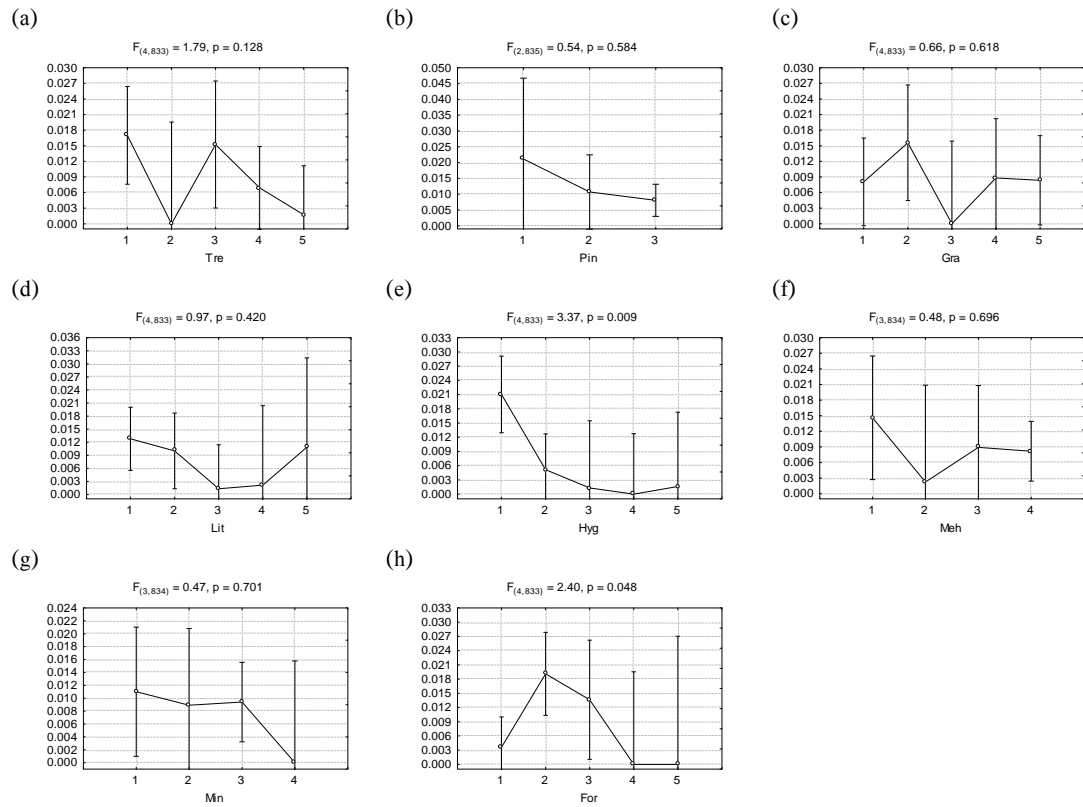 (a)
F(4,833) = 1.79, p = 0.128
0.030
0.027
0.024
0.021
0.018
0.015
0.012
0.009
0.006
0.003
0.000
1 2 3 4 5
Tre
(b)
F(2,835) = 0.54, p = 0.584
0.050
0.045
0.040
0.035
0.030
0.025
0.020
0.015
0.010
0.005
0.000
1 2 3
Pin
(c)
F(4,833) = 0.66, p = 0.618
0.030
0.027
0.024
0.021
0.018
0.015
0.012
0.009
0.006
0.003
0.000
1 2 3 4 5
Gra
(d)
F(4,833) = 0.97, p = 0.420
0.036
0.033
0.030
0.027
0.024
0.021
0.018
0.015
0.012
0.009
0.006
0.003
0.000
1 2 3 4 5
Lit
(e)
F(4,833) = 3.37, p = 0.009
0.033
0.030
0.027
0.024
0.021
0.018
0.015
0.012
0.009
0.006
0.003
0.000
1 2 3 4 5
Hyg
(f)
F(3,834) = 0.48, p = 0.696
0.030
0.027
0.024
0.021
0.018
0.015
0.012
0.009
0.006
0.003
0.000
1 2 3 4
Meh
(g)
F(3,834) = 0.47, p = 0.701
0.024
0.022
0.020
0.018
0.016
0.014
0.012
0.010
0.008
0.006
0.004
0.002
0.000
1 2 3 4
Min
(h)
F(4,833) = 2.40, p = 0.048
0.033
0.030
0.027
0.024
0.021
0.018
0.015
0.012
0.009
0.006
0.003
0.000
1 2 3 4 5
For